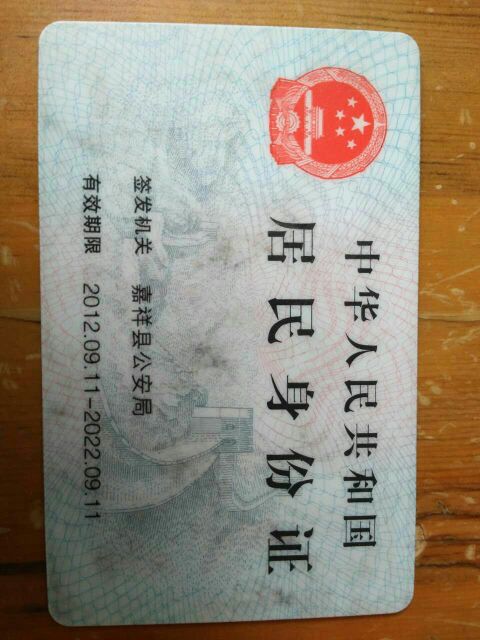 中华人民共和国
居民身份证
签发机关 嘉祥县公安局
有效期限 2012.09.11-2022.09.11